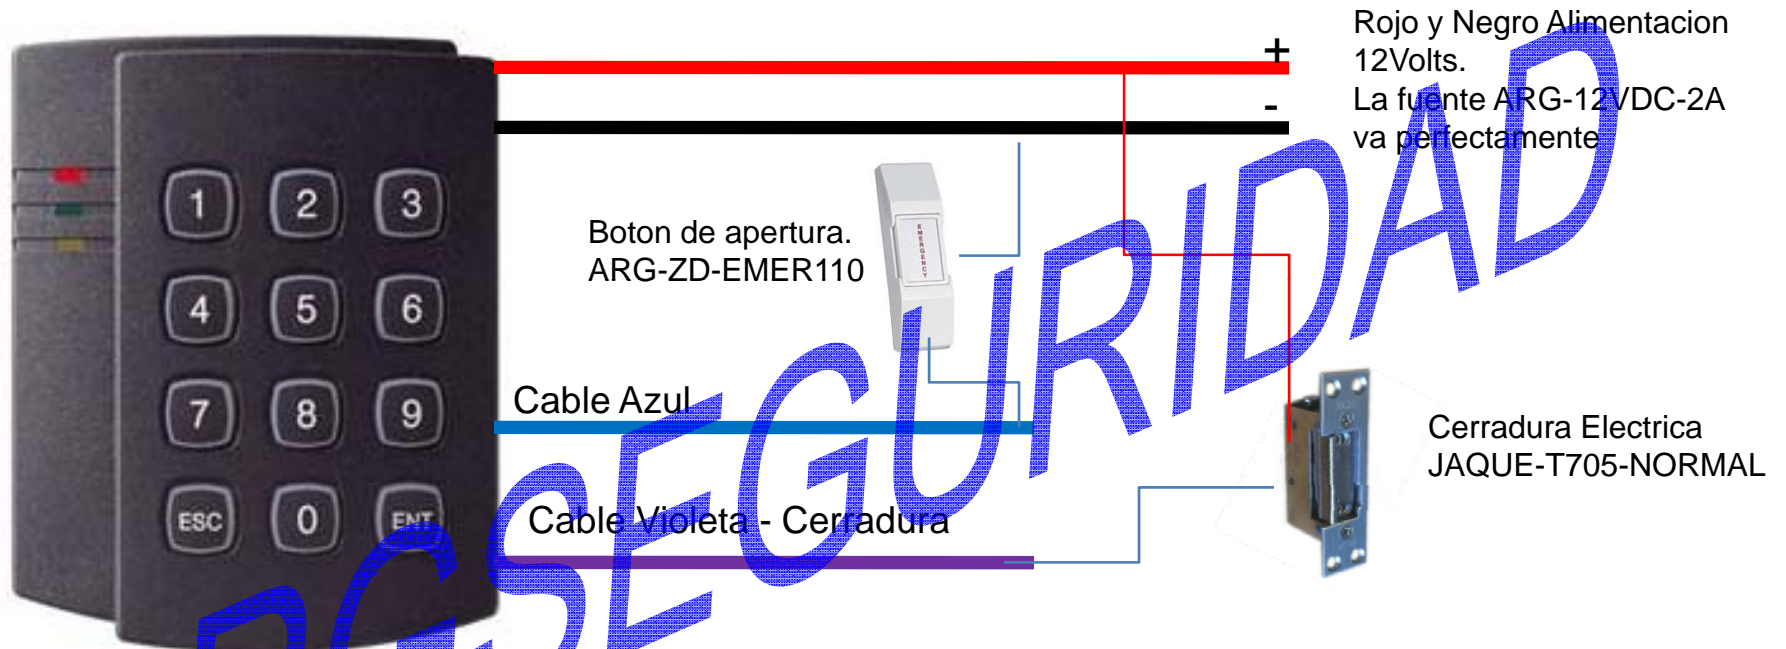 Rojo y Negro Alimentacion
12Volts.
La fuente ARG-12VDC-2A
va perfectamente
+
-
1 2 3
4 5 6
7 8 9
ESC 0 ENT
Boton de apertura.
ARG-ZD-EMER110
EMERGENCY
Cable Azul
Cable Violeta - Cerradura
Cerradura Electrica
JAQUE-T705-NORMAL